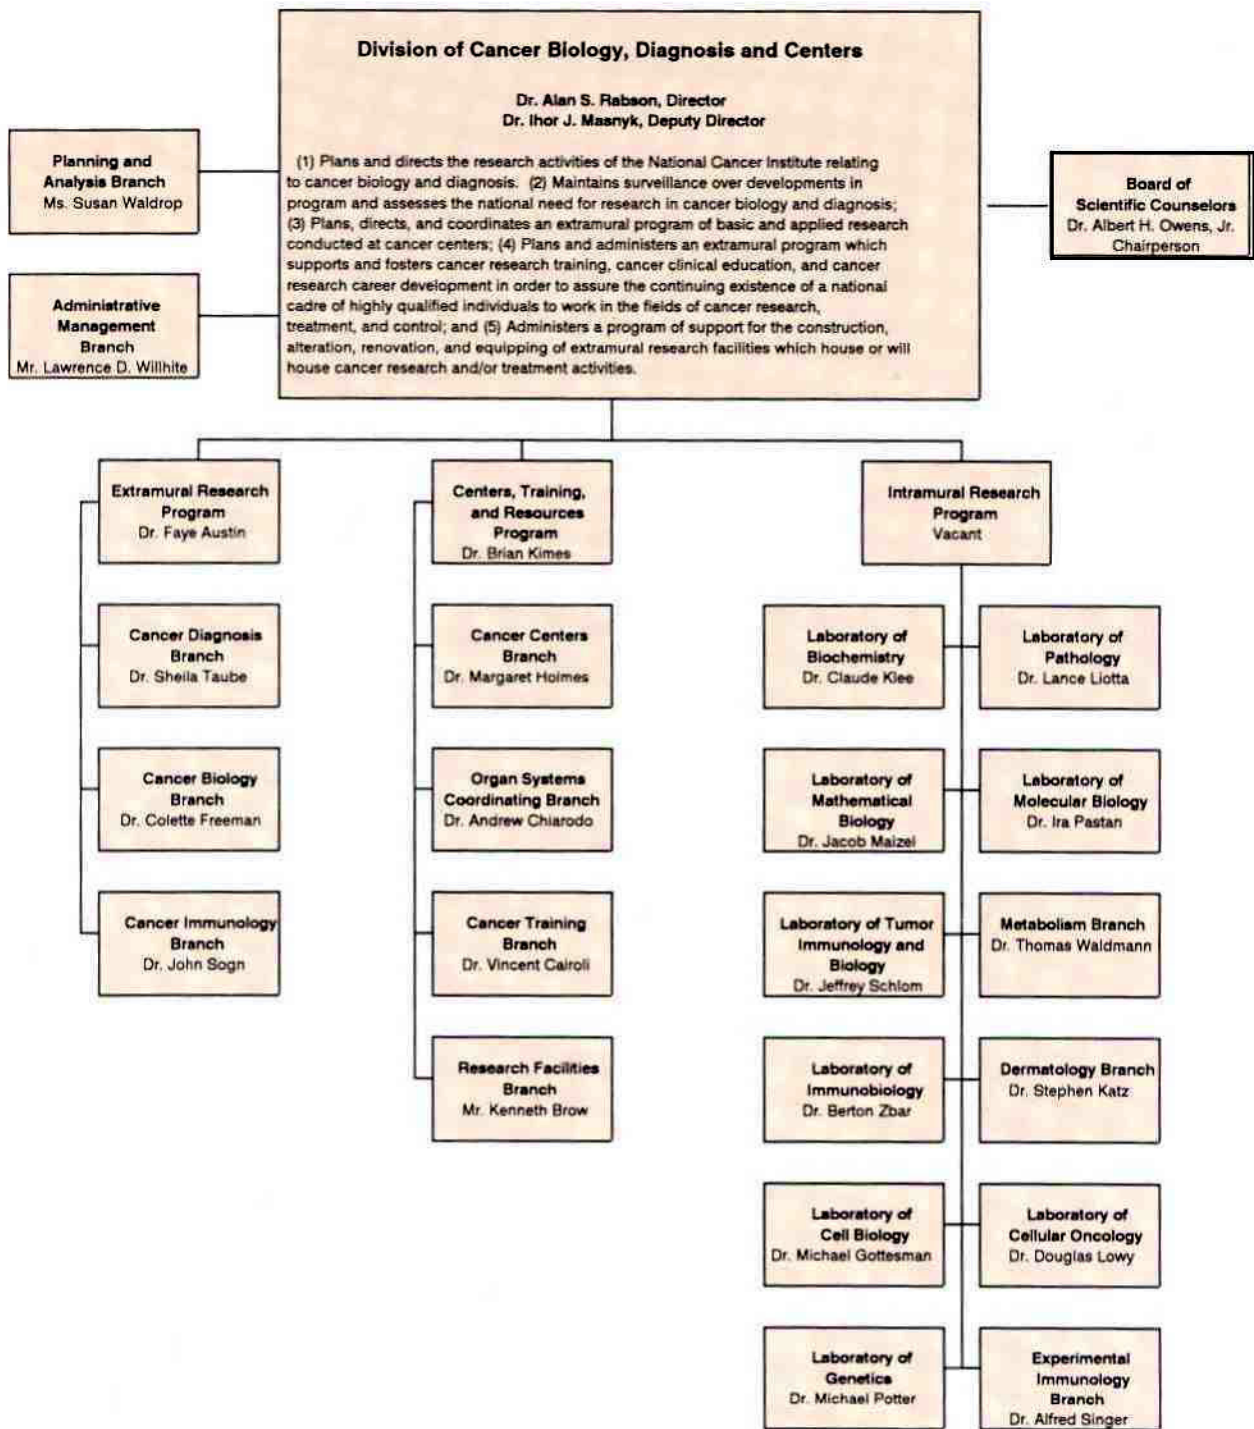 Division of Cancer Biology, Diagnosis and Centers
Dr. Alan S. Rabson, Director
Dr. Ihor J. Masnyk, Deputy Director
(1) Plans and directs the research activities of the National Cancer Institute relating
to cancer biology and diagnosis. (2) Maintains surveillance over developments in
program and assesses the national need for research in cancer biology and diagnosis;
(3) Plans, directs, and coordinates an extramural program of basic and applied research
conducted at cancer centers; (4) Plans and administers an extramural program which
supports and fosters cancer research training, cancer clinical education, and cancer
research career development in order to assure the continuing existence of a national
cadre of highly qualified individuals to work in the fields of cancer research,
treatment, and control; and (5) Administers a program of support for the construction,
alteration, renovation, and equipping of extramural research facilities which house or will
house cancer research and/or treatment activities.
Planning and
Analysis Branch
Ms. Susan Waldrop
Administrative
Management
Branch
Mr. Lawrence D. Willhite
Board of
Scientific Counselors
Dr. Albert H. Owens, Jr.
Chairperson
Extramural Research
Program
Dr. Faye Austin
Cancer Diagnosis
Branch
Dr. Sheila Taube
Cancer Biology
Branch
Dr. Colette Freeman
Cancer Immunology
Branch
Dr. John Sogn
Centers, Training,
and Resources
Program
Dr. Brian Kimes
Cancer Centers
Branch
Dr. Margaret Holmes
Organ Systems
Coordinating Branch
Dr. Andrew Chiarodo
Cancer Training
Branch
Dr. Vincent Cairoli
Research Facilities
Branch
Mr. Kenneth Brow
Intramural Research
Program
Vacant
Laboratory of
Biochemistry
Dr. Claude Klee
Laboratory of
Pathology
Dr. Lance Liotta
Laboratory of
Mathematical
Biology
Dr. Jacob Maizel
Laboratory of
Molecular Biology
Dr. Ira Pastan
Laboratory of Tumor
Immunology and
Biology
Dr. Jeffrey Schlom
Metabolism Branch
Dr. Thomas Waldmann
Laboratory of
Immunobiology
Dr. Berton Zbar
Dermatology Branch
Dr. Stephen Katz
Laboratory of
Cell Biology
Dr. Michael Gottesman
Laboratory of
Cellular Oncology
Dr. Douglas Lowy
Laboratory of
Genetics
Dr. Michael Potter
Experimental
Immunology
Branch
Dr. Alfred Singer